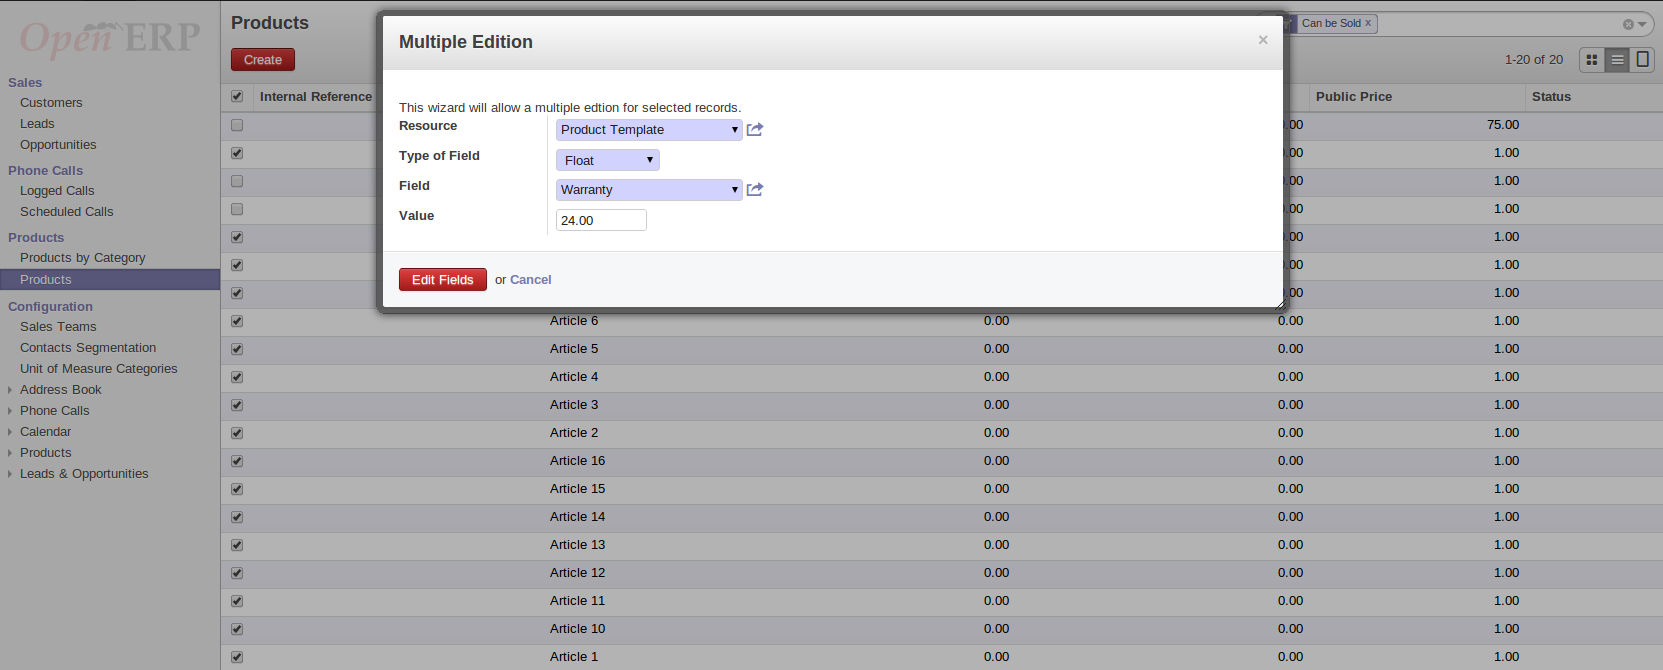 Open ERP
Sales
Customers
Leads
Opportunities
Phone Calls
Logged Calls
Scheduled Calls
Products
Products by Category
Products
Configuration
Sales Teams
Contacts Segmentation
Unit of Measure Categories
Address Book
Phone Calls
Calendar
Products
Leads & Opportunities
Products
Can be Sold x
Create
1-20 of 20
Internal Reference Public Price Status
Multiple Edition ×
This wizard will allow a multiple edtion for selected records.
Resource Product Template
Type of Field Float
Field Warranty
Value 24.00
Edit Fields or Cancel
.00 75.00
.00 1.00
.00 1.00
.00 1.00
.00 1.00
.00 1.00
.00 1.00
Article 6 0.00 0.00 1.00
Article 5 0.00 0.00 1.00
Article 4 0.00 0.00 1.00
Article 3 0.00 0.00 1.00
Article 2 0.00 0.00 1.00
Article 16 0.00 0.00 1.00
Article 15 0.00 0.00 1.00
Article 14 0.00 0.00 1.00
Article 13 0.00 0.00 1.00
Article 12 0.00 0.00 1.00
Article 11 0.00 0.00 1.00
Article 10 0.00 0.00 1.00
Article 1 0.00 0.00 1.00